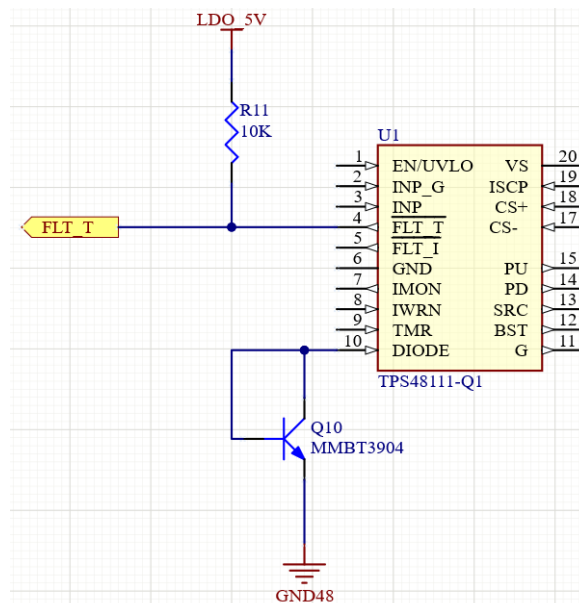 LDO_5V
R11
10K
U1
1 EN/UVLO VS 20
2 INP_G ISCP 19
3 INP CS+ 18
FLT_T
4 FLT_T CS- 17
5 FLT_I
6 GND PU 15
7 IMON PD 14
8 IWRN SRC 13
9 TMR BST 12
10 DIODE G 11
TPS48111-Q1
Q10
MMBT3904
GND48